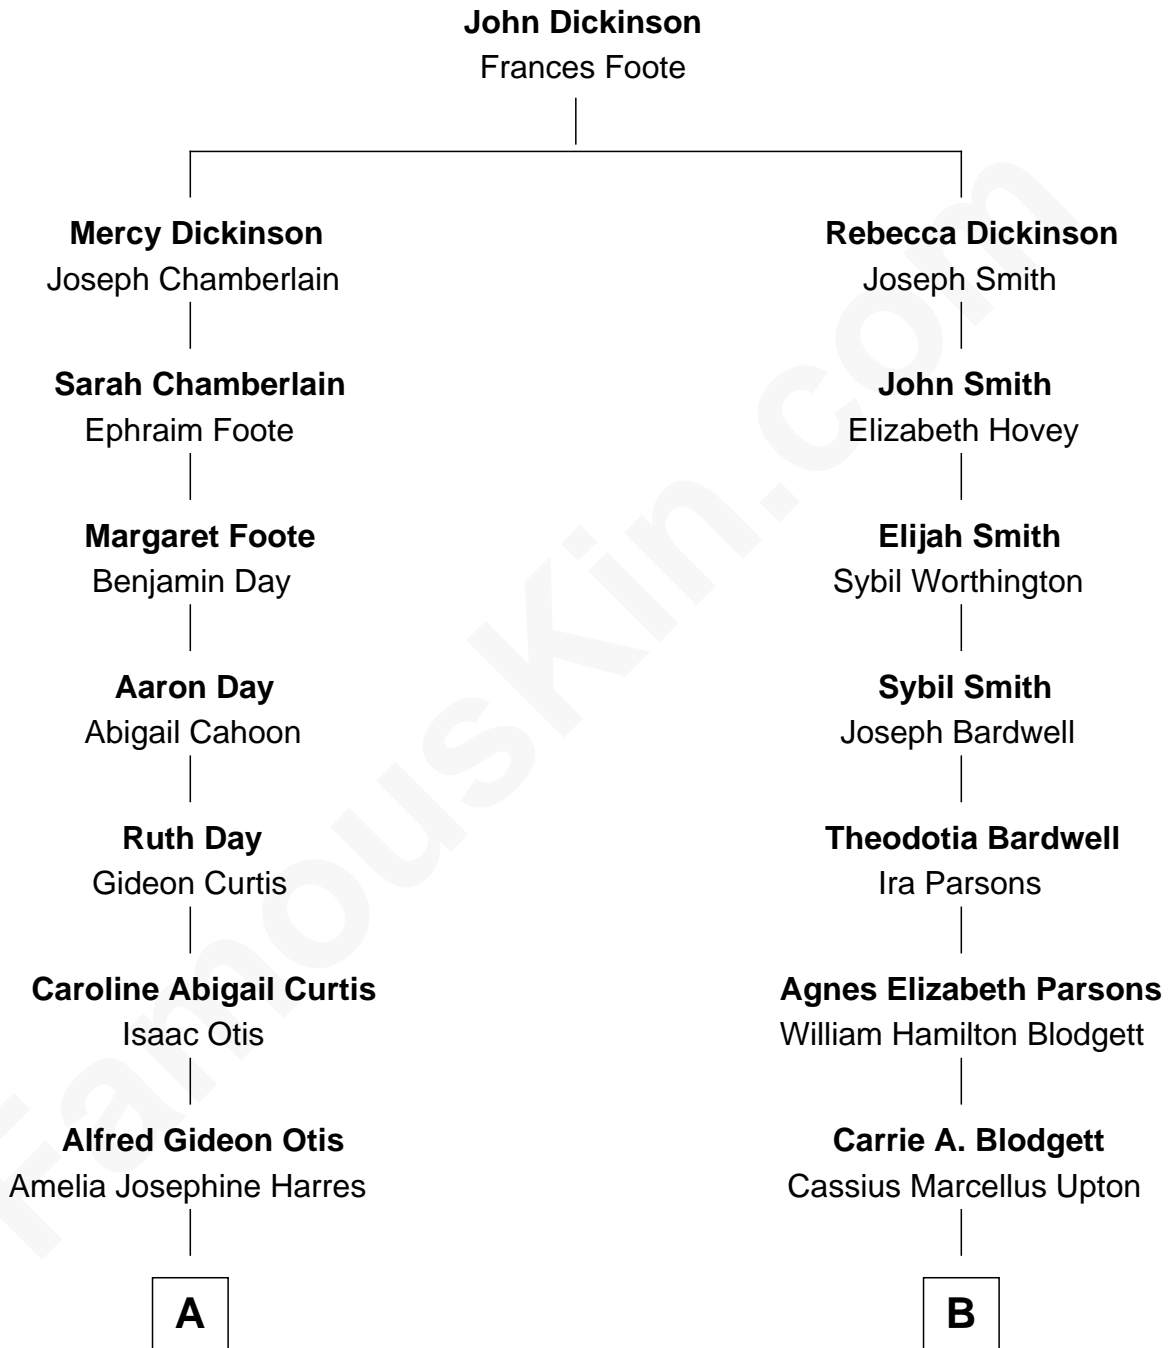 John Dickinson
Frances Foote
Mercy Dickinson
Joseph Chamberlain
Rebecca Dickinson
Joseph Smith
Sarah Chamberlain
Ephraim Foote
John Smith
Elizabeth Hovey
Margaret Foote
Benjamin Day
Elijah Smith
Sybil Worthington
Aaron Day
Abigail Cahoon
Sybil Smith
Joseph Bardwell
Ruth Day
Gideon Curtis
Theodotia Bardwell
Ira Parsons
Caroline Abigail Curtis
Isaac Otis
Agnes Elizabeth Parsons
William Hamilton Blodgett
Alfred Gideon Otis
Amelia Josephine Harres
Carrie A. Blodgett
Cassius Marcellus Upton
A
B
FamousKin.com